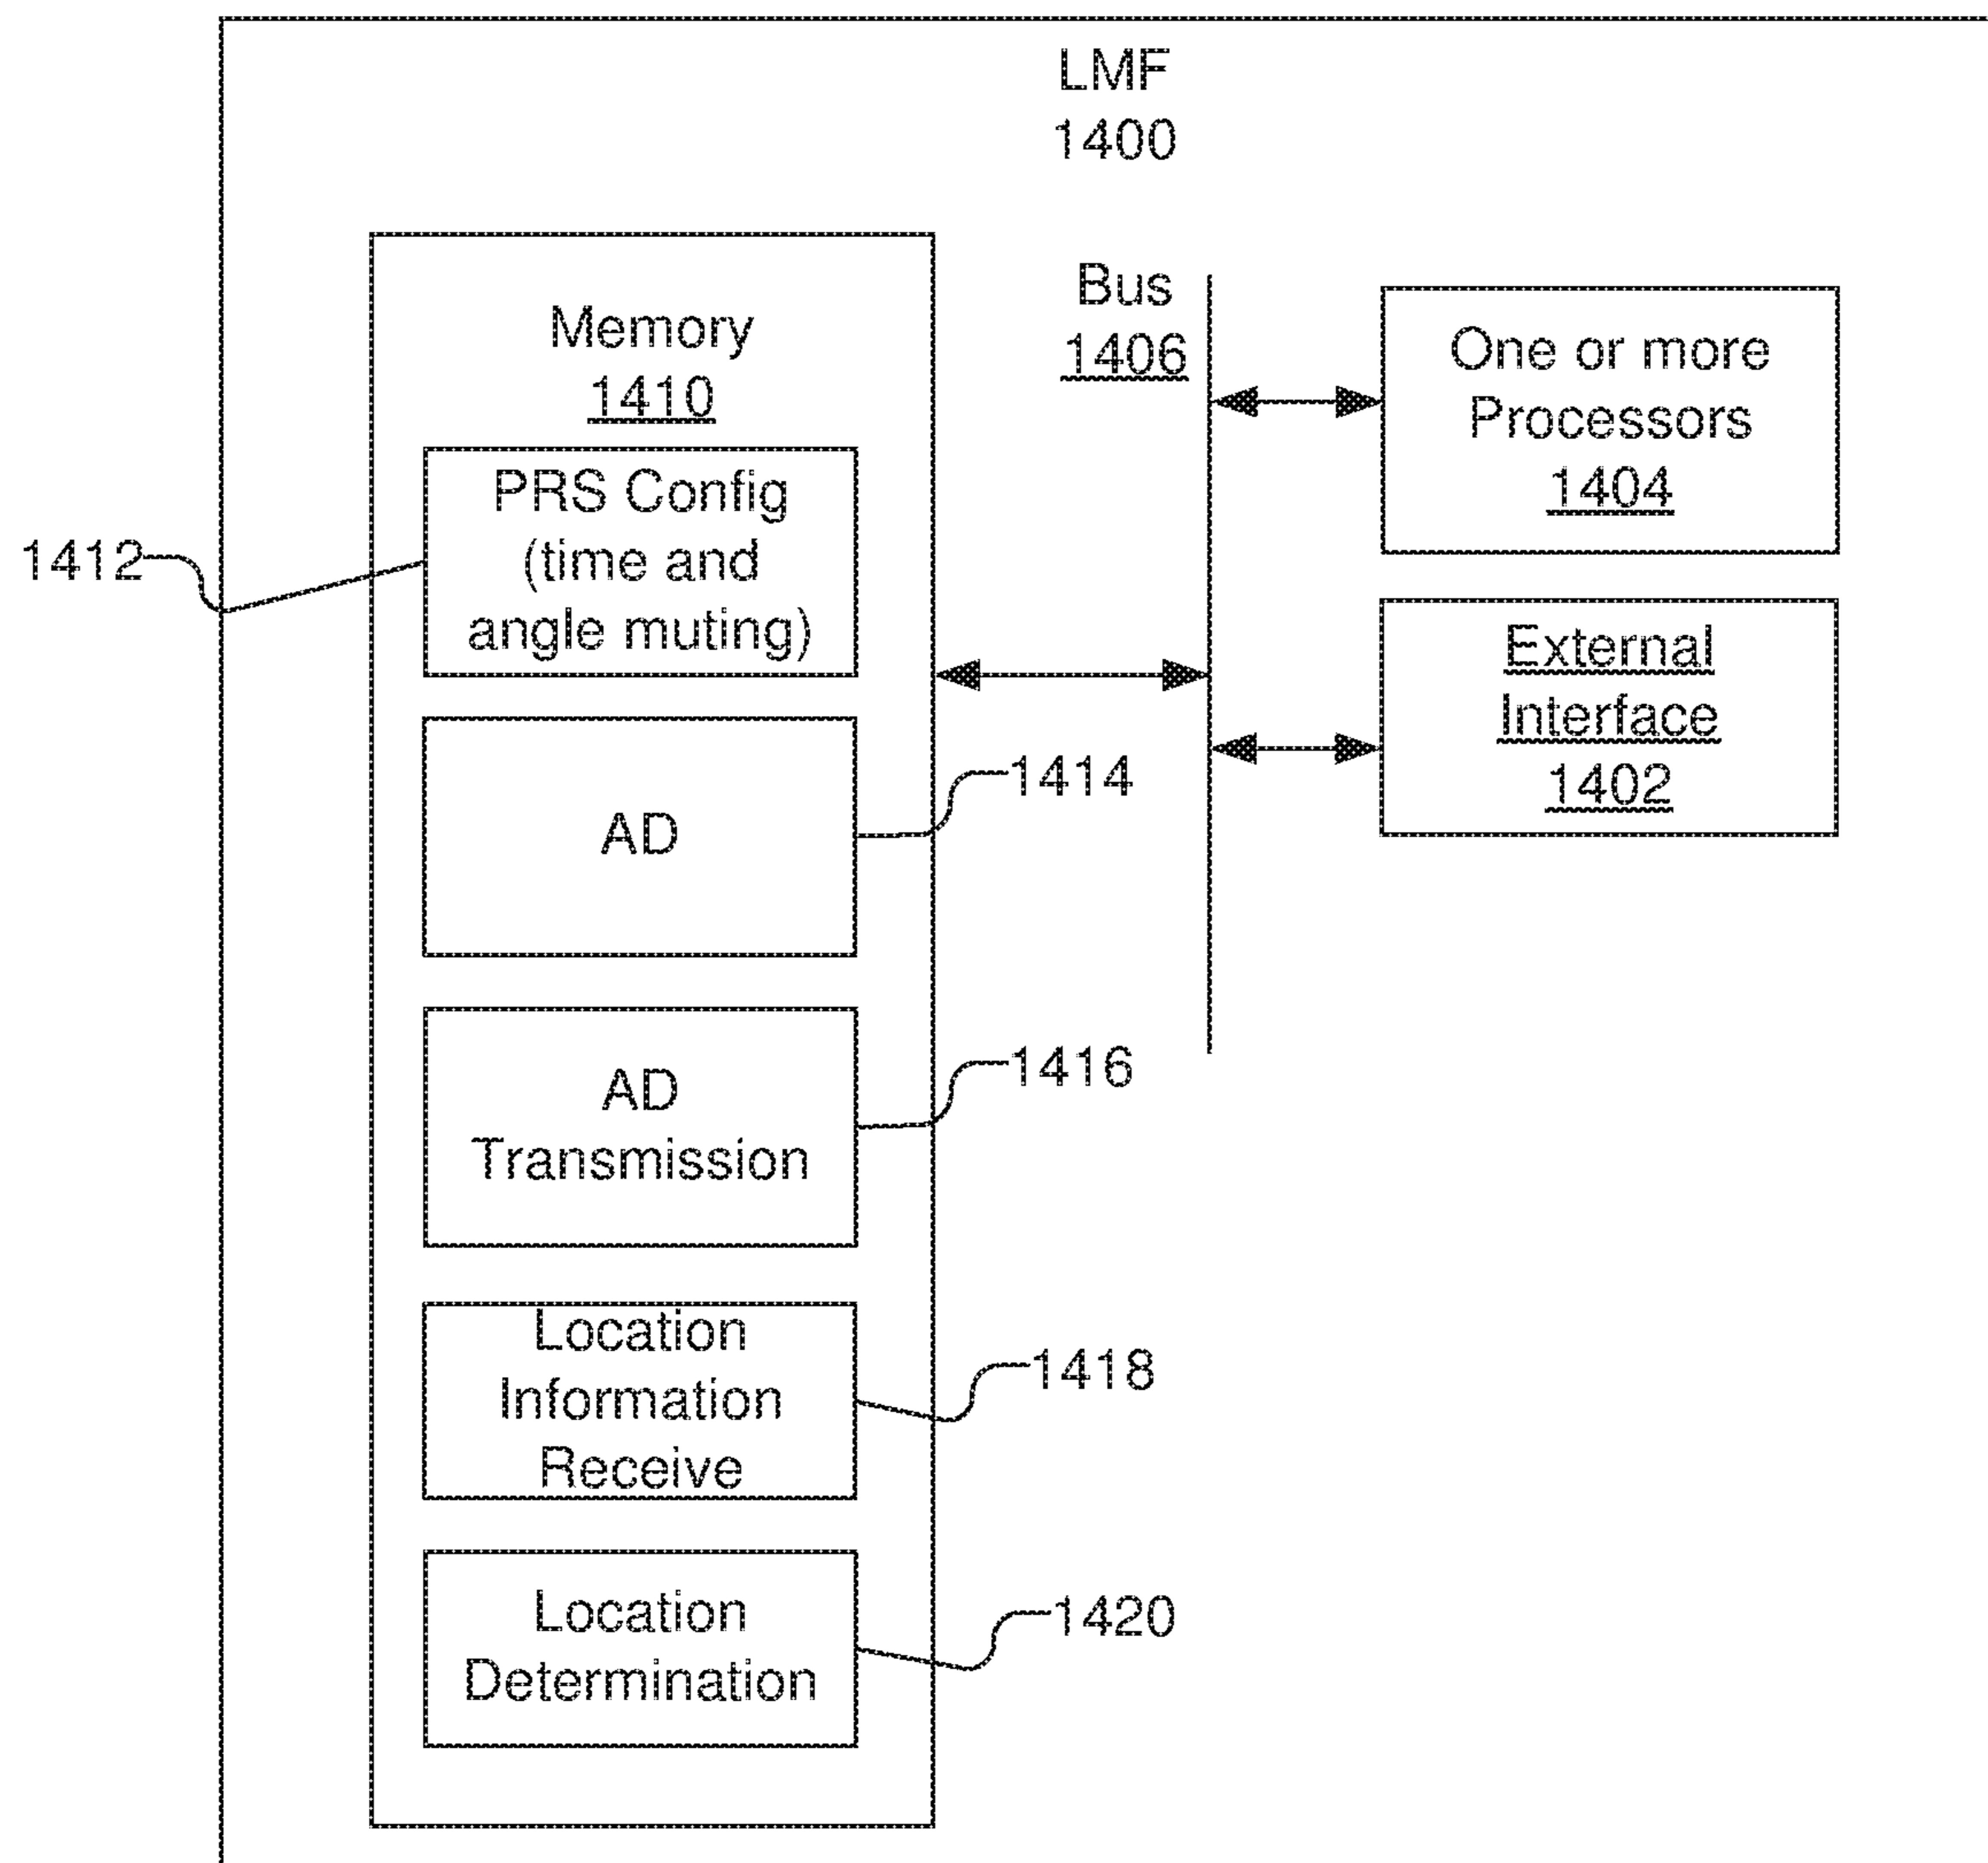 LMF
1400
Memory
1410
PRS Config
(time and
angle muting)
1412
AD
1414
AD
Transmission
1416
Location
Information
Receive
1418
Location
Determination
1420
Bus
1406
One or more
Processors
1404
External
Interface
1402